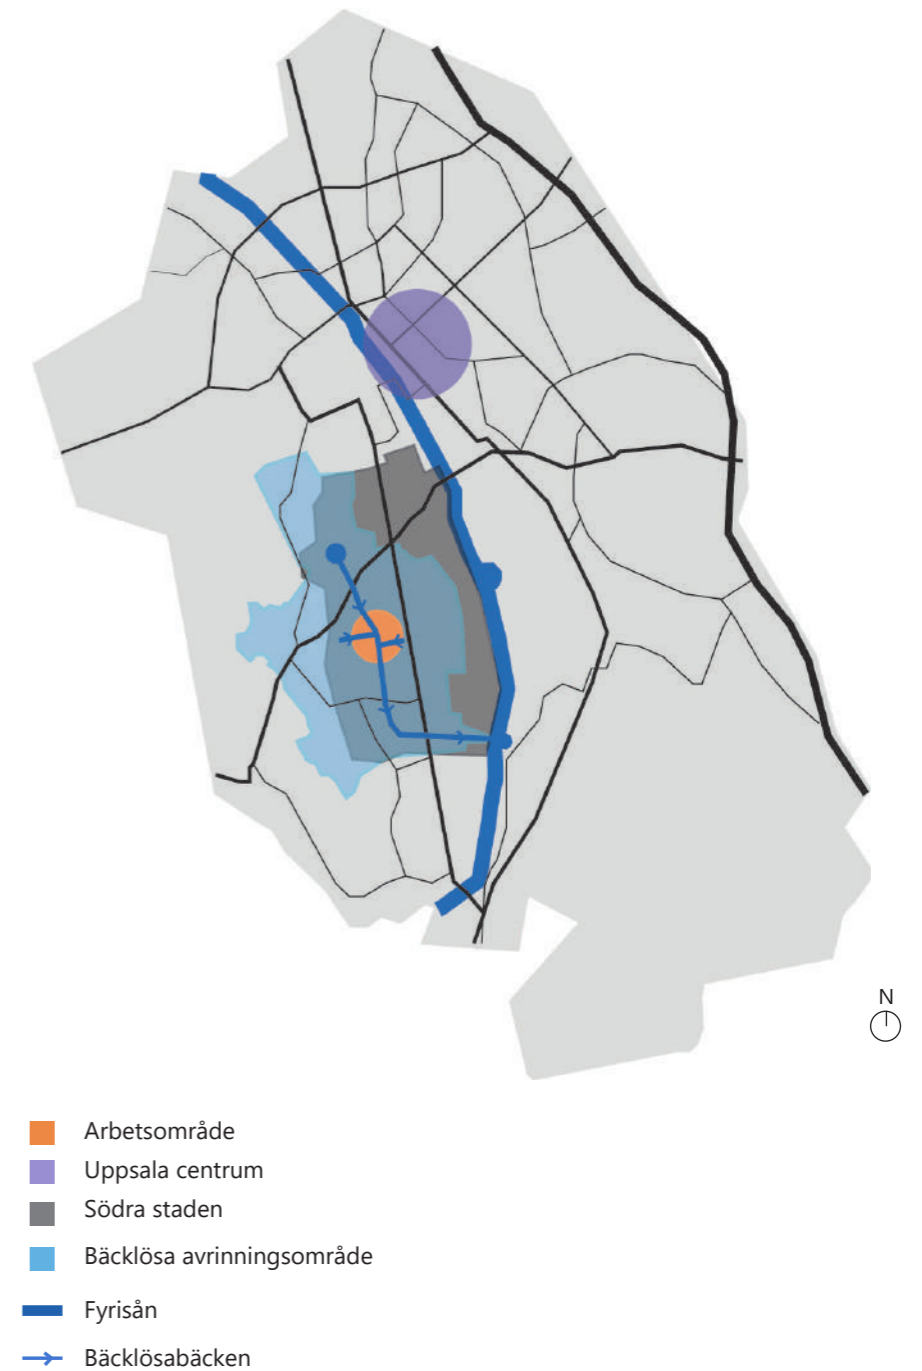 N
Arbetsområde
Uppsala centrum
Södra staden
Bäcklösa avrinningsområde
Fyrisån
Bäcklösabäcken